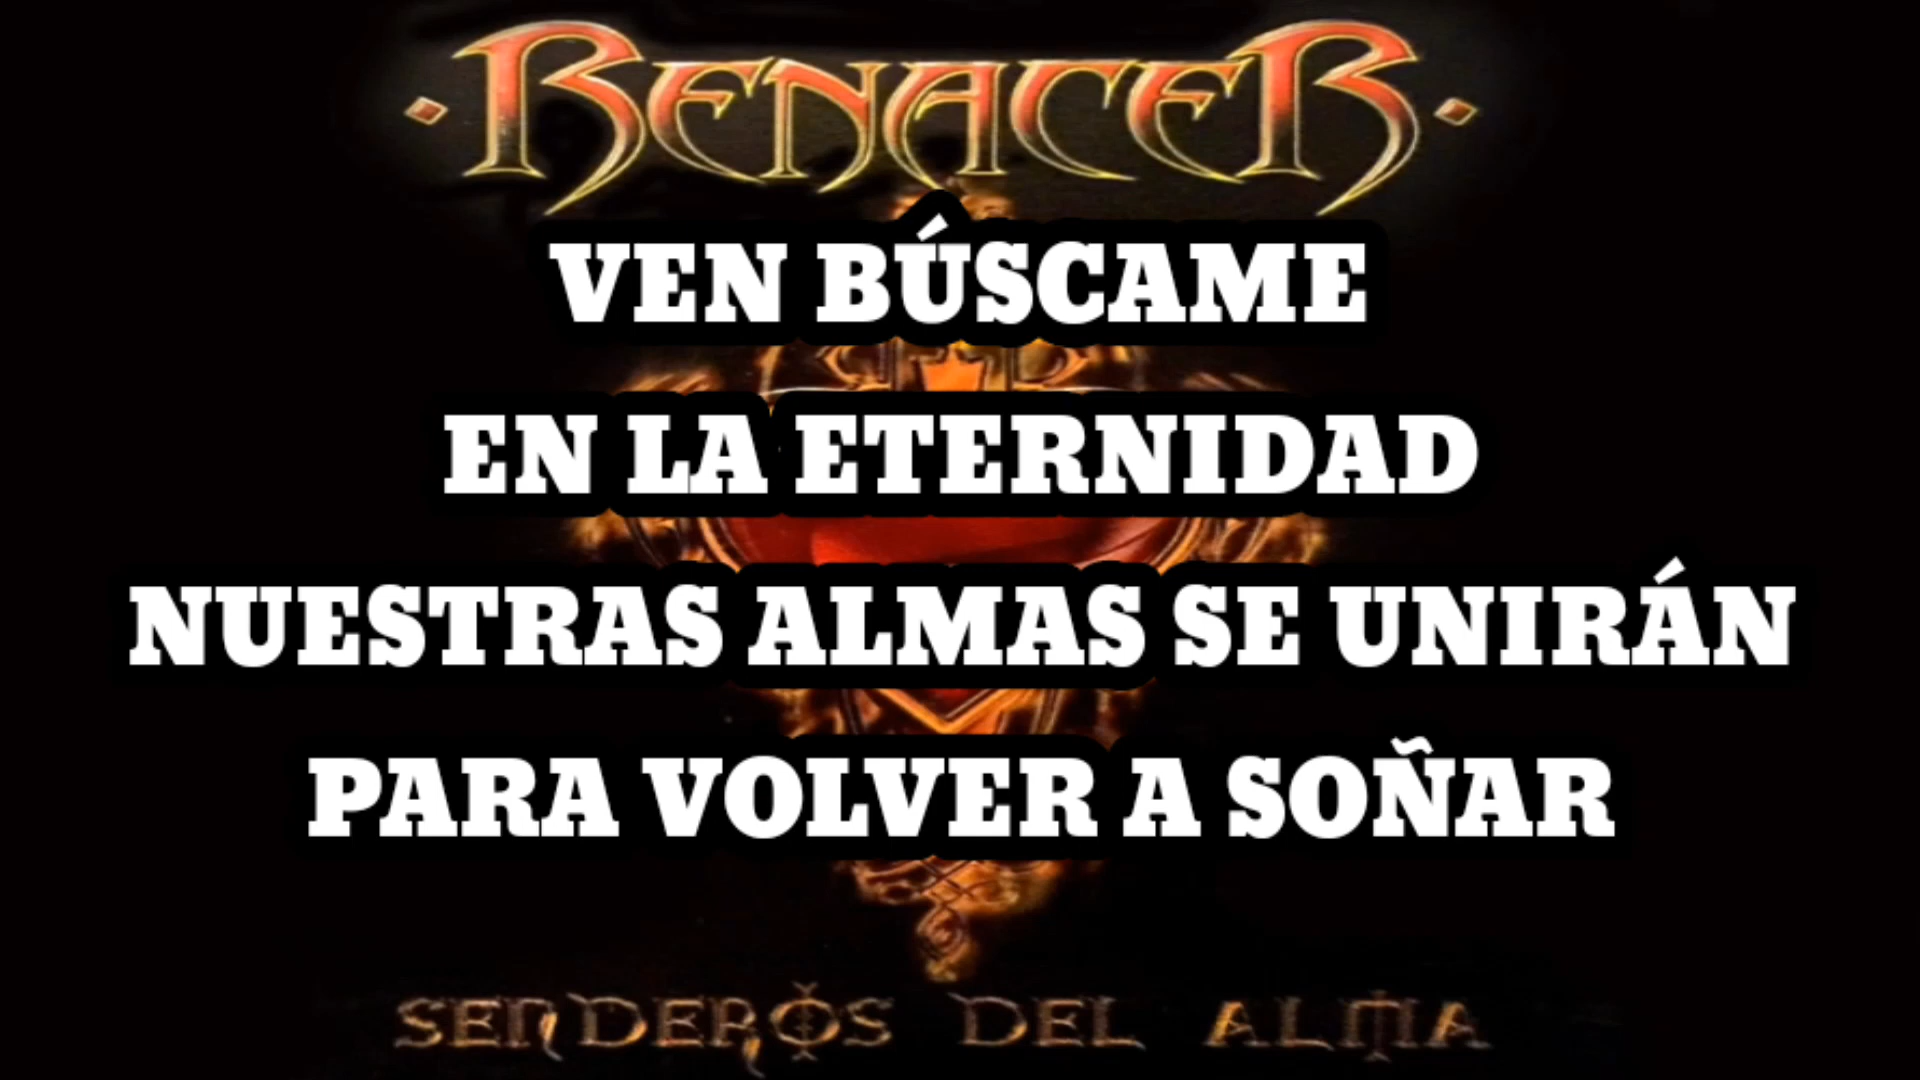 RENACER
VEN BÚSCAME
EN LA ETERNIDAD
NUESTRAS ALMAS SE UNIRÁN
PARA VOLVER A SOÑAR
SENDEROS DEL ALMA